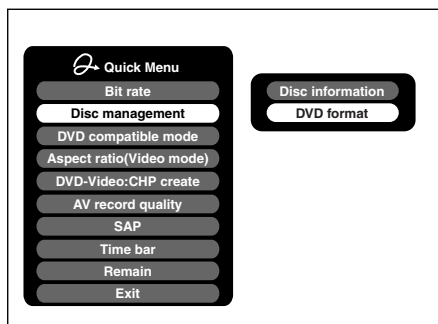 Quick Menu
Bit rate
Disc management
DVD compatible mode
Aspect ratio(Video mode)
DVD-Video:CHP create
AV record quality
SAP
Time bar
Remain
Exit
Disc information
DVD format